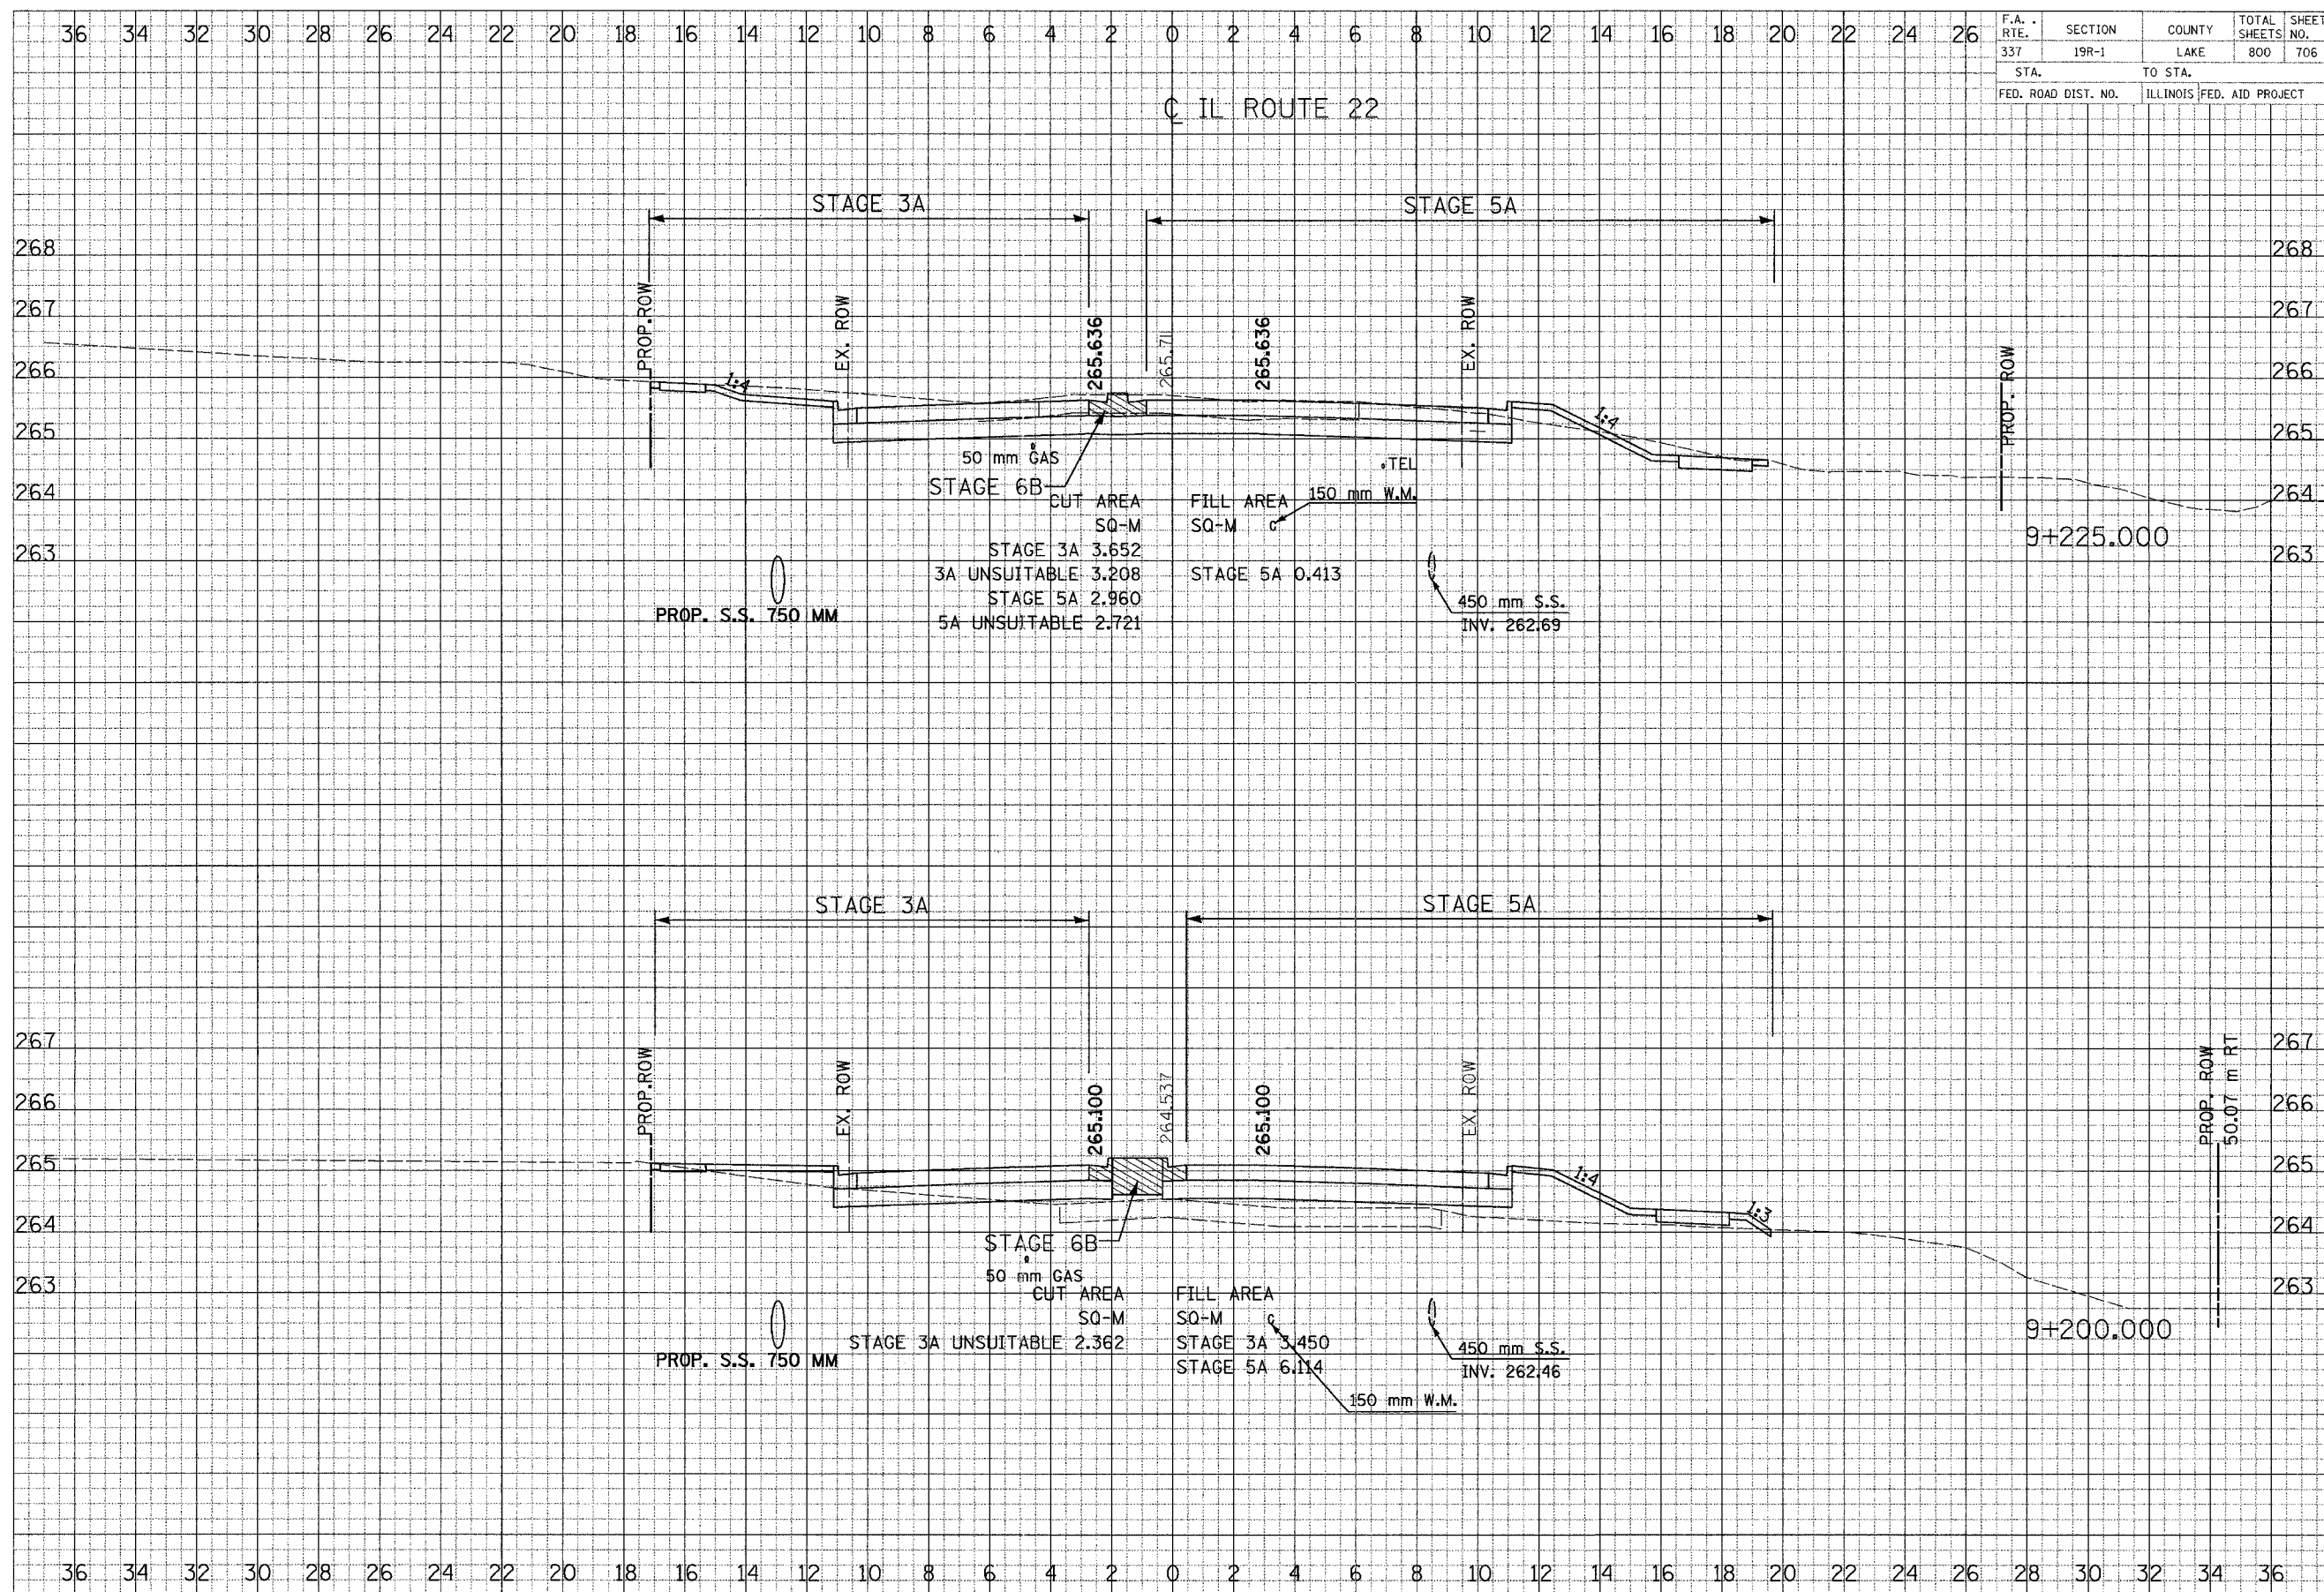 36 34 32 30 28 26 24 22 20 18 16 14 12 10 8 6 4 2 0 2 4 6 8 10 12 14 16 18 20 22 24 26
F.A. . RTE. SECTION COUNTY TOTAL SHEETS SHEET NO.
337 19R-1 LAKE 800 706
STA. TO STA.
FED. ROAD DIST. NO. ILLINOIS FED. AID PROJECT
℄ IL ROUTE 22
STAGE 3A STAGE 5A
268 268
267 267
266 266
265 265
264 264
263 263
PROP.ROW
EX. ROW
265.636
265.711
265.636
EX. ROW
PROP. ROW
1:4
1:4
50 mm GAS
TEL
STAGE 6B
150 mm W.M.
CUT AREA FILL AREA
SQ-M SQ-M
STAGE 3A 3.652
3A UNSUITABLE 3.208 STAGE 5A 0.413
STAGE 5A 2.960
5A UNSUITABLE 2.721
PROP. S.S. 750 MM
450 mm S.S.
INV. 262.69
9+225.000
STAGE 3A STAGE 5A
267 267
266 266
265 265
264 264
263 263
PROP.ROW
EX. ROW
265.100
264.537
265.100
EX. ROW
PROP. ROW
50.07 m RT
1:4
1:3
STAGE 6B
50 mm GAS
CUT AREA FILL AREA
SQ-M SQ-M
STAGE 3A UNSUITABLE 2.362 STAGE 3A 3.450
STAGE 5A 6.114
PROP. S.S. 750 MM
450 mm S.S.
INV. 262.46
150 mm W.M.
9+200.000
36 34 32 30 28 26 24 22 20 18 16 14 12 10 8 6 4 2 0 2 4 6 8 10 12 14 16 18 20 22 24 26 28 30 32 34 36